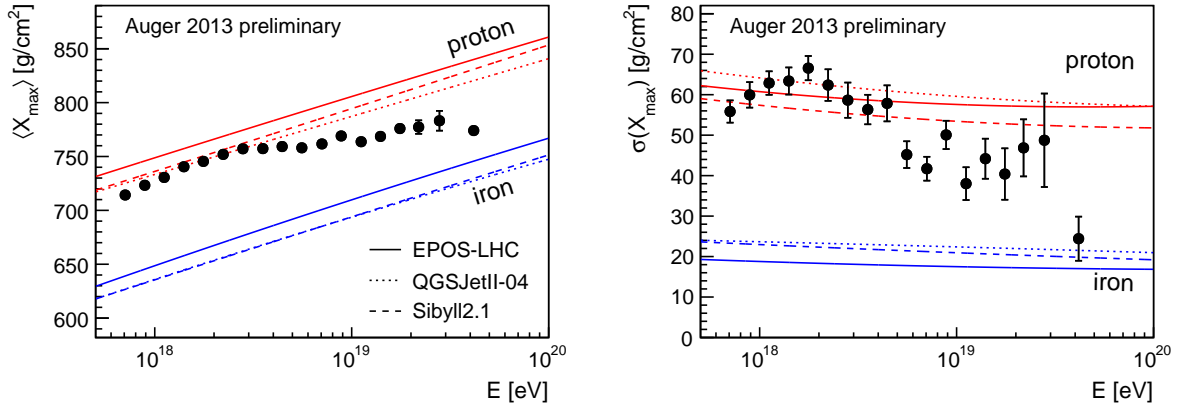 Auger 2013 preliminary
⟨X_max⟩ [g/cm²]
850
800
750
700
650
600
proton
iron
EPOS-LHC
QGSJetII-04
Sibyll2.1
10^18
10^19
10^20
E [eV]
Auger 2013 preliminary
σ(X_max) [g/cm²]
80
70
60
50
40
30
20
10
0
proton
iron
10^18
10^19
10^20
E [eV]